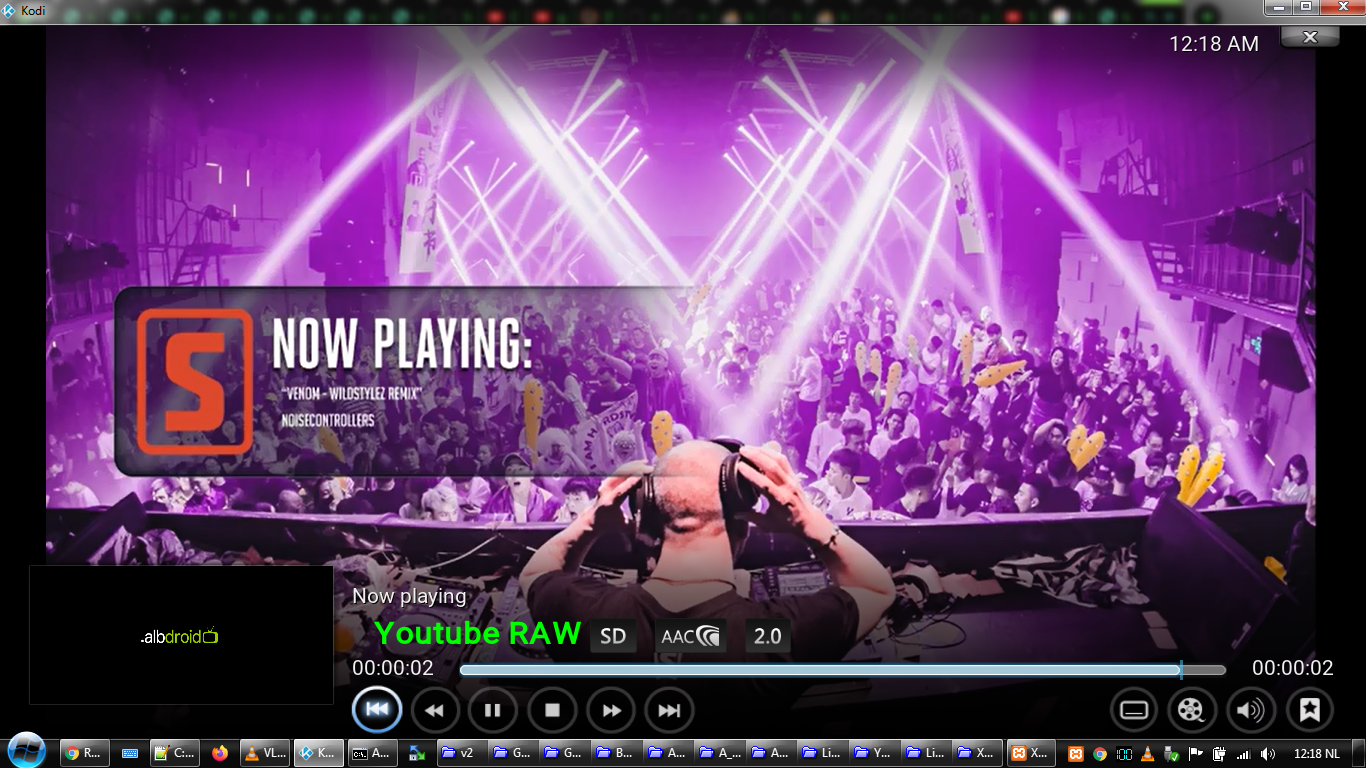 Kodi
12:18 AM
S
NOW PLAYING:
"VENOM - WILDSTYLEZ REMIX"
NOISECONTROLLERS
.albdroid
Now playing
Youtube RAW SD AAC 2.0
00:00:02 00:00:02
R... C:... VL... K... A... v2 G... G... B... A... A_... A... Li... Y... Li... X... X... 12:18 NL